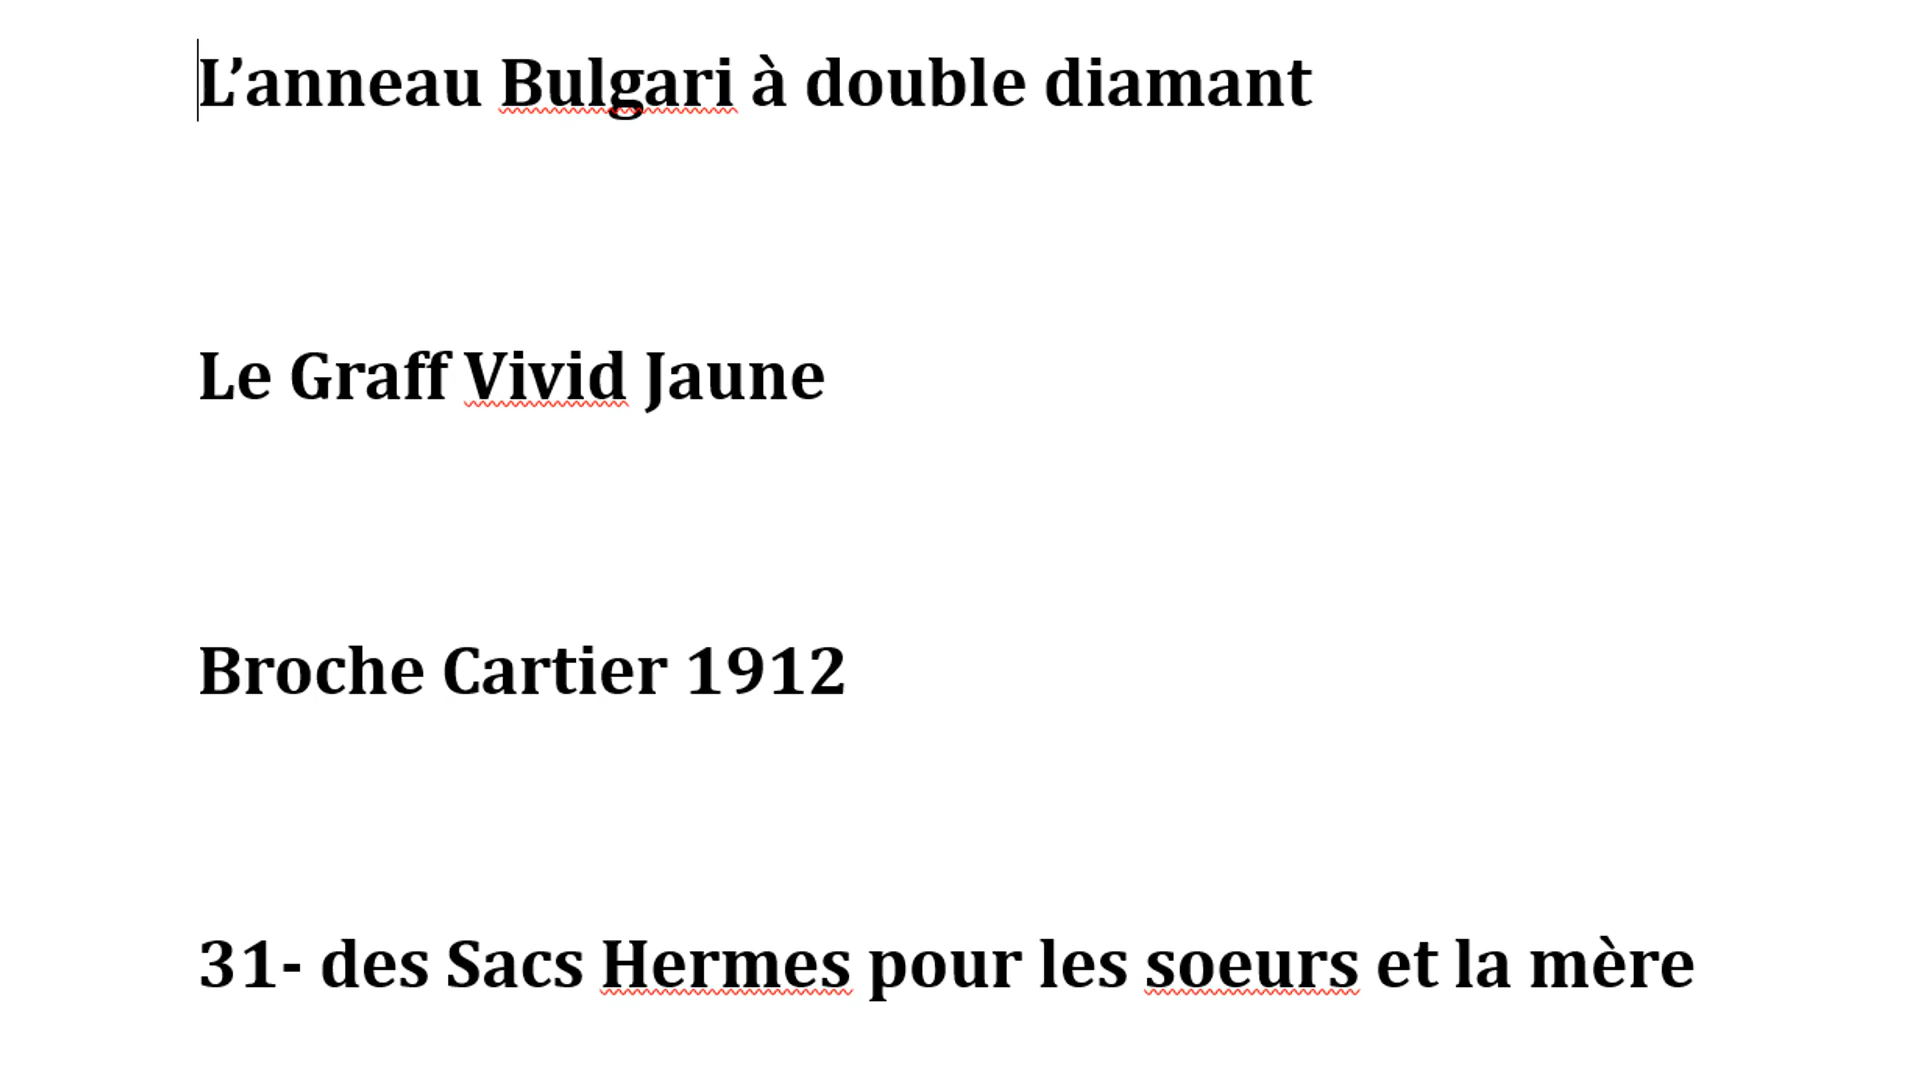 L’anneau Bulgari à double diamant
Le Graff Vivid Jaune
Broche Cartier 1912
31- des Sacs Hermes pour les soeurs et la mère